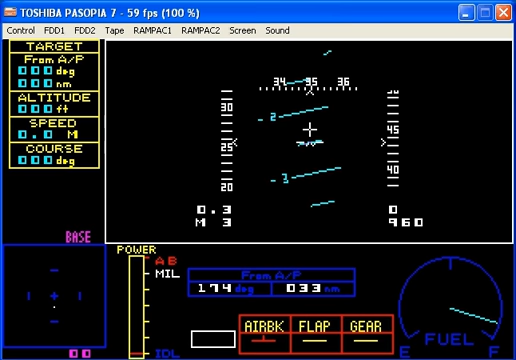 TOSHIBA PASOPIA 7 - 59 fps (100 %)
Control FDD1 FDD2 Tape RAMPAC1 RAMPAC2 Screen Sound
TARGET
From A/P
000deg
000nm
ALTITUDE
000ft
SPEED
0.0 M
COURSE
000deg
BASE
34 95 36
30
25
20
2
3
45
40
0.3
M 3
0
960
POWER
AB
MIL
IDL
From A/P
174deg 033nm
AIRBK FLAP GEAR
E FUEL F
00